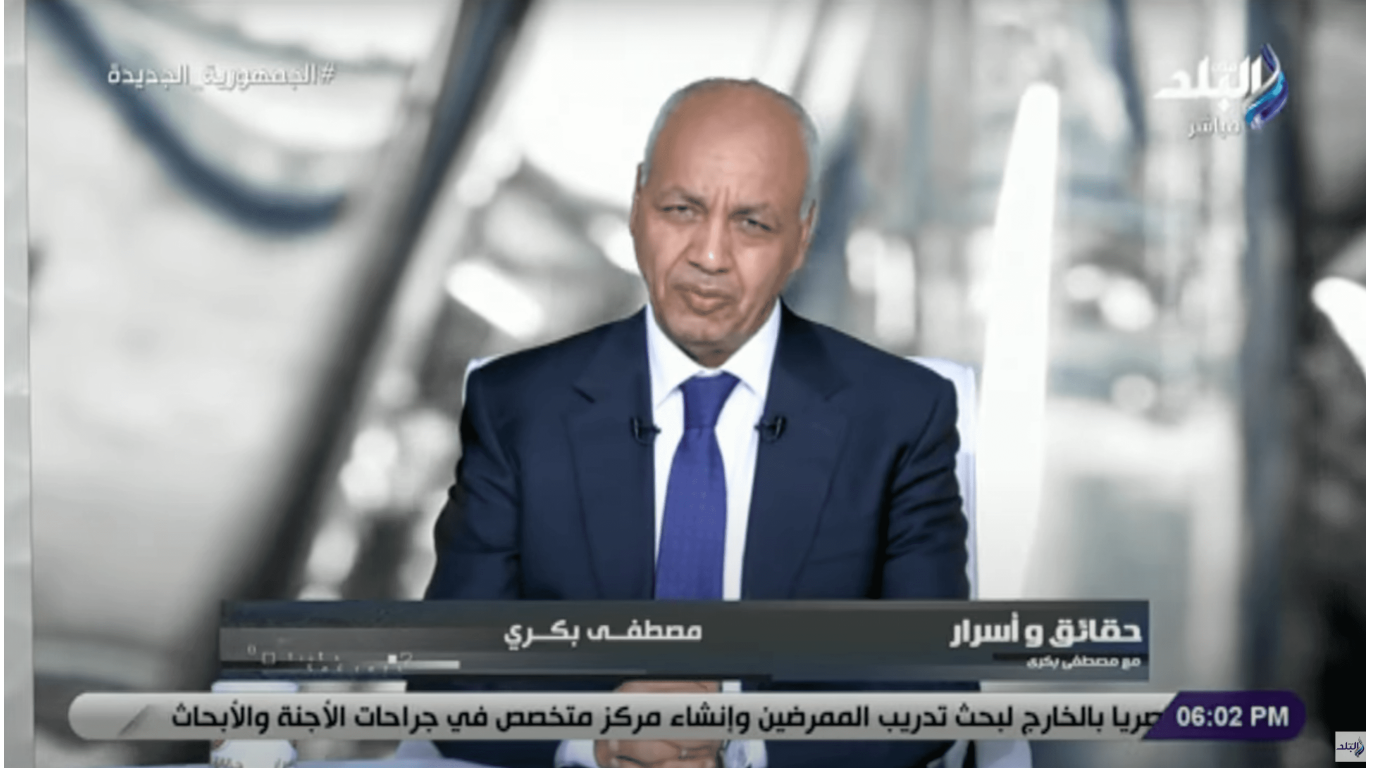 #الجمهورية_الجديدة
البلد
مباشر
حقائق و أسرار
مع مصطفى بكرى
مصطفى بكري
صريا بالخارج لبحث تدريب الممرضين وإنشاء مركز متخصص في جراحات الأجنة والأبحاث
06:02 PM
البلد